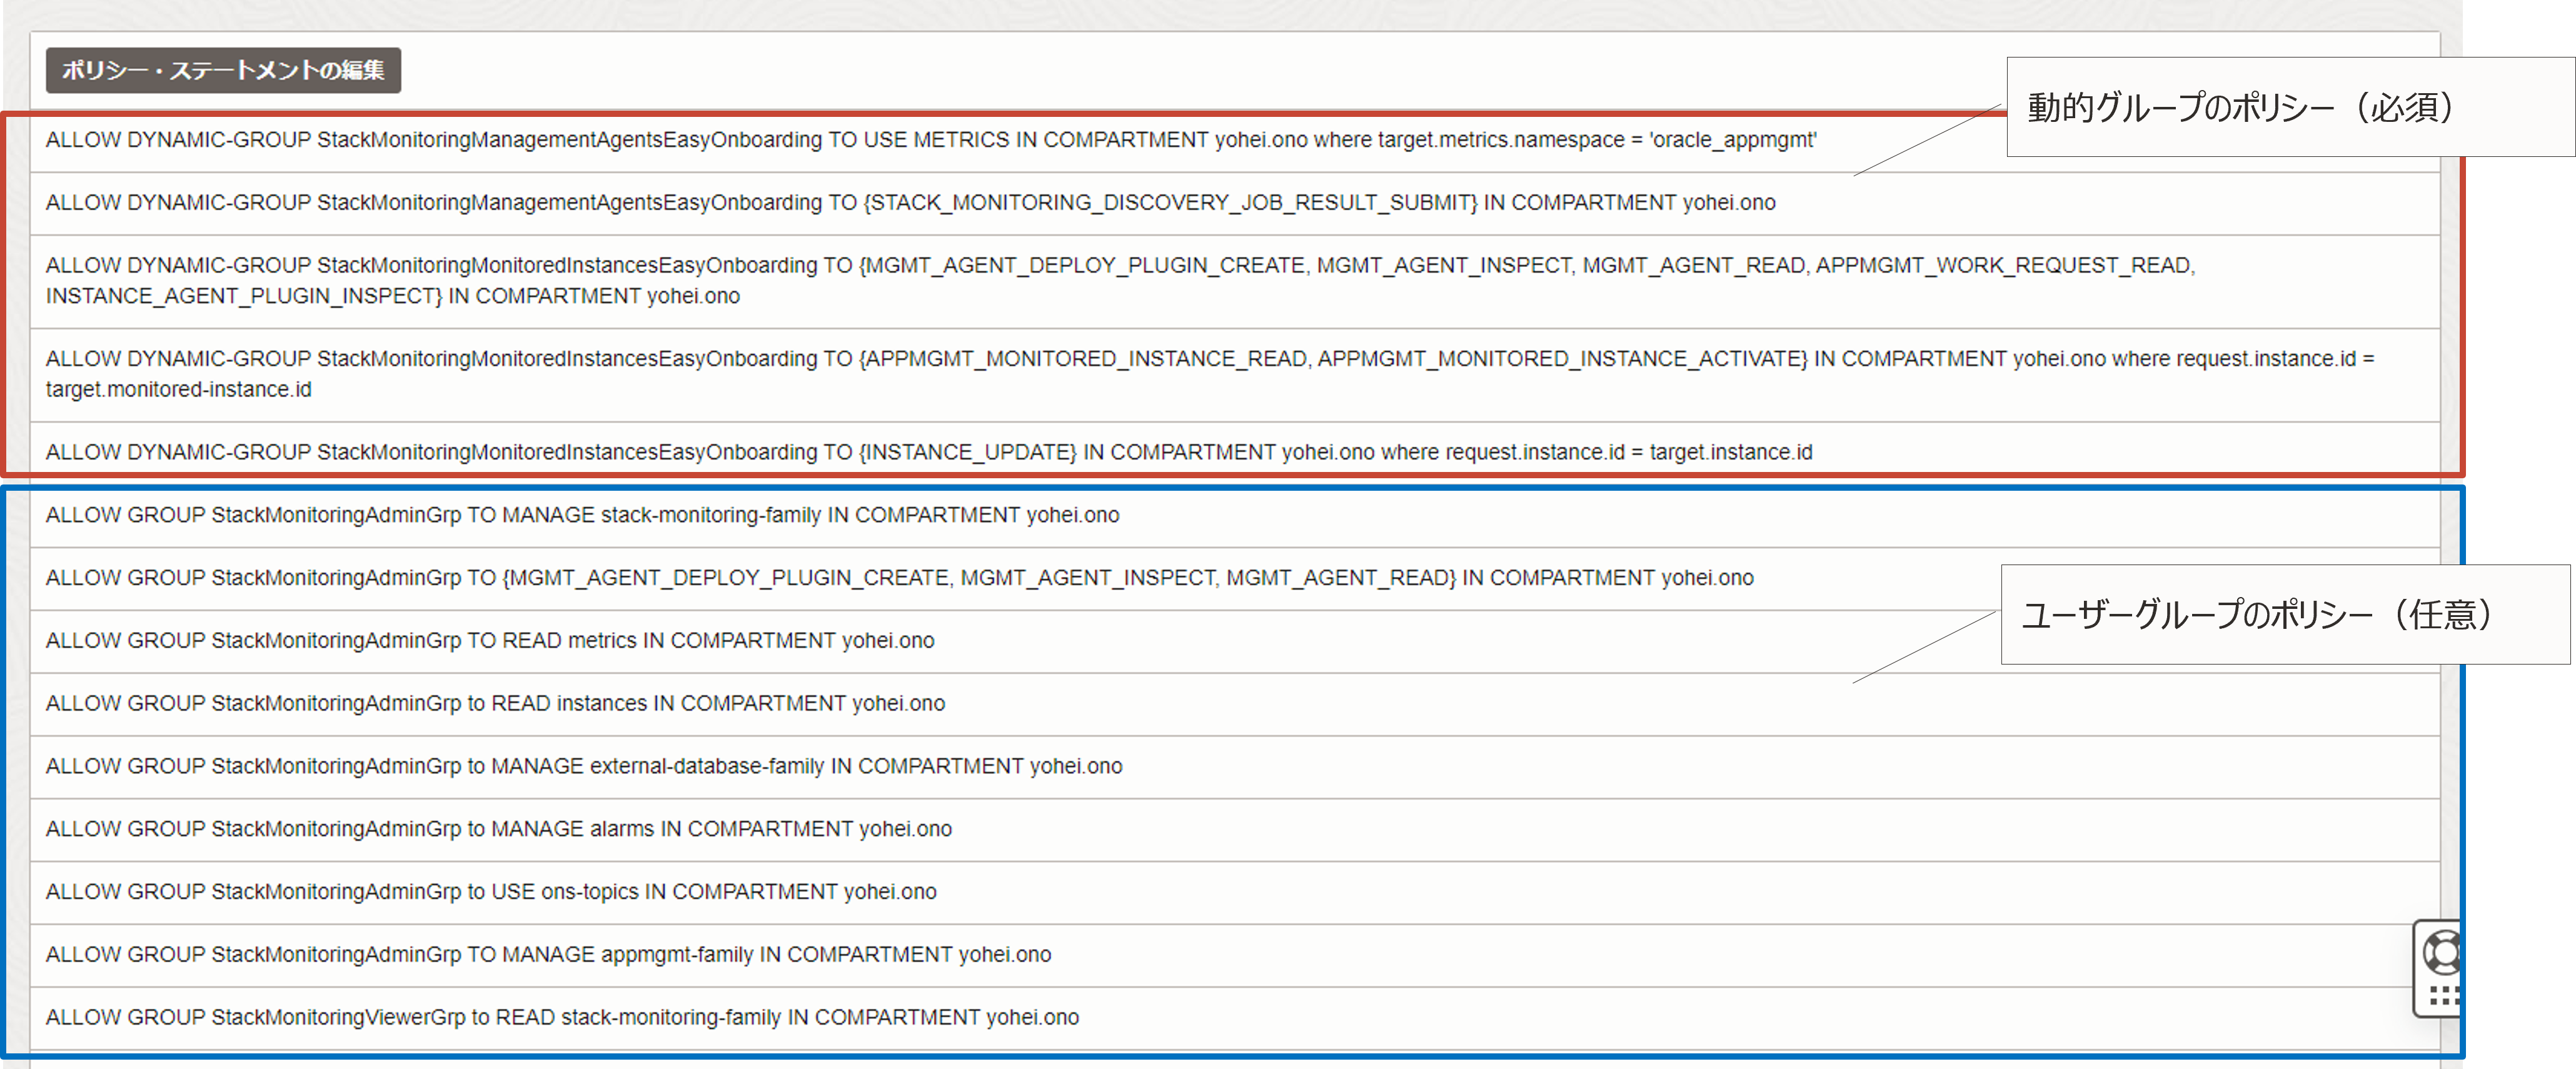 ポリシー・ステートメントの編集
動的グループのポリシー（必須）
ALLOW DYNAMIC-GROUP StackMonitoringManagementAgentsEasyOnboarding TO USE METRICS IN COMPARTMENT yohei.ono where target.metrics.namespace = 'oracle_appmgmt'
ALLOW DYNAMIC-GROUP StackMonitoringManagementAgentsEasyOnboarding TO {STACK_MONITORING_DISCOVERY_JOB_RESULT_SUBMIT} IN COMPARTMENT yohei.ono
ALLOW DYNAMIC-GROUP StackMonitoringMonitoredInstancesEasyOnboarding TO {MGMT_AGENT_DEPLOY_PLUGIN_CREATE, MGMT_AGENT_INSPECT, MGMT_AGENT_READ, APPMGMT_WORK_REQUEST_READ,
INSTANCE_AGENT_PLUGIN_INSPECT} IN COMPARTMENT yohei.ono
ALLOW DYNAMIC-GROUP StackMonitoringMonitoredInstancesEasyOnboarding TO {APPMGMT_MONITORED_INSTANCE_READ, APPMGMT_MONITORED_INSTANCE_ACTIVATE} IN COMPARTMENT yohei.ono where request.instance.id =
target.monitored-instance.id
ALLOW DYNAMIC-GROUP StackMonitoringMonitoredInstancesEasyOnboarding TO {INSTANCE_UPDATE} IN COMPARTMENT yohei.ono where request.instance.id = target.instance.id
ALLOW GROUP StackMonitoringAdminGrp TO MANAGE stack-monitoring-family IN COMPARTMENT yohei.ono
ALLOW GROUP StackMonitoringAdminGrp TO {MGMT_AGENT_DEPLOY_PLUGIN_CREATE, MGMT_AGENT_INSPECT, MGMT_AGENT_READ} IN COMPARTMENT yohei.ono
ユーザーグループのポリシー（任意）
ALLOW GROUP StackMonitoringAdminGrp TO READ metrics IN COMPARTMENT yohei.ono
ALLOW GROUP StackMonitoringAdminGrp to READ instances IN COMPARTMENT yohei.ono
ALLOW GROUP StackMonitoringAdminGrp to MANAGE external-database-family IN COMPARTMENT yohei.ono
ALLOW GROUP StackMonitoringAdminGrp to MANAGE alarms IN COMPARTMENT yohei.ono
ALLOW GROUP StackMonitoringAdminGrp to USE ons-topics IN COMPARTMENT yohei.ono
ALLOW GROUP StackMonitoringAdminGrp TO MANAGE appmgmt-family IN COMPARTMENT yohei.ono
ALLOW GROUP StackMonitoringViewerGrp to READ stack-monitoring-family IN COMPARTMENT yohei.ono